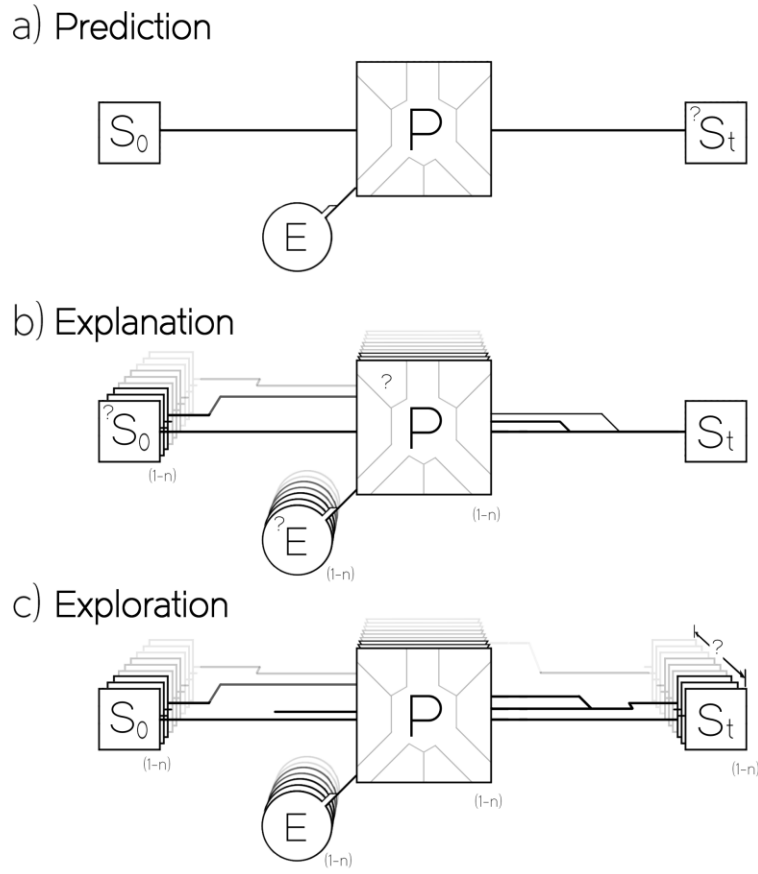 a) Prediction
S0 P ?St
E
b) Explanation
?
?S0 P St
(1-n)
(1-n)
?E
(1-n)
c) Exploration
?
S0 P St
(1-n) (1-n)
(1-n)
E
(1-n)